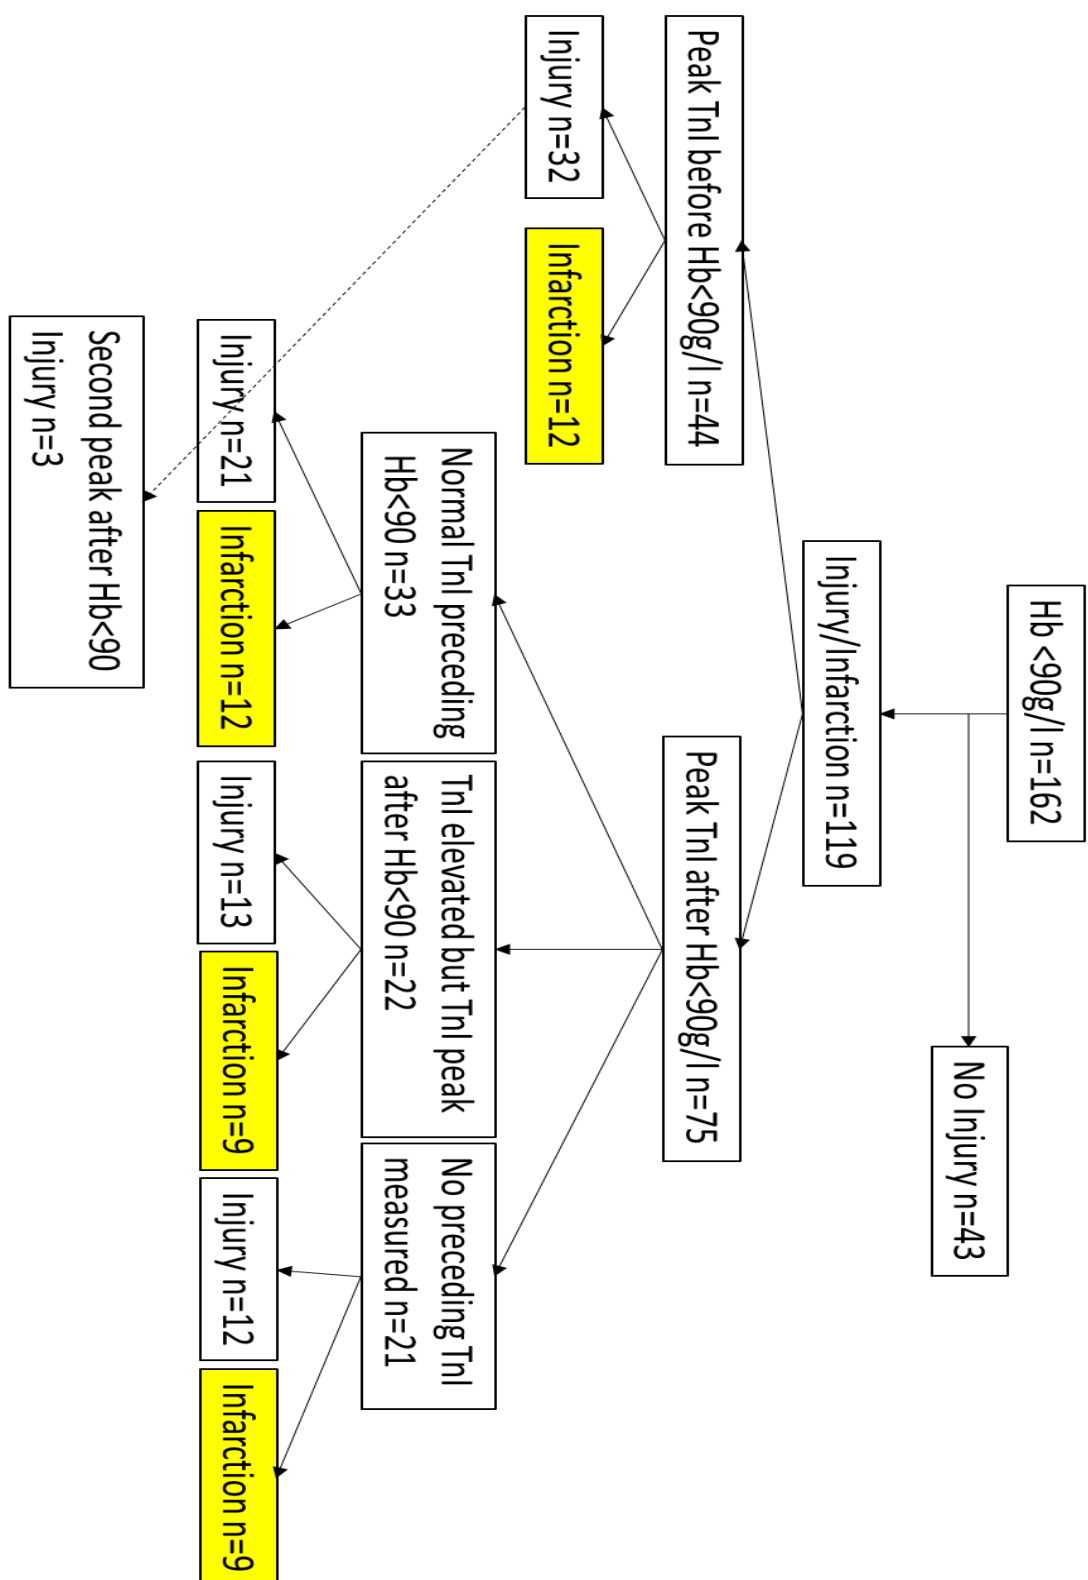 Hb <90g/l n=162
No Injury n=43
Injury/Infarction n=119
Peak TnI before Hb<90g/l n=44
Peak TnI after Hb<90g/l n=75
Injury n=32
Infarction n=12
Normal TnI preceding
Hb<90 n=33
TnI elevated but TnI peak
after Hb<90 n=22
No preceding TnI
measured n=21
Injury n=21
Infarction n=12
Injury n=13
Infarction n=9
Injury n=12
Infarction n=9
Second peak after Hb<90
Injury n=3